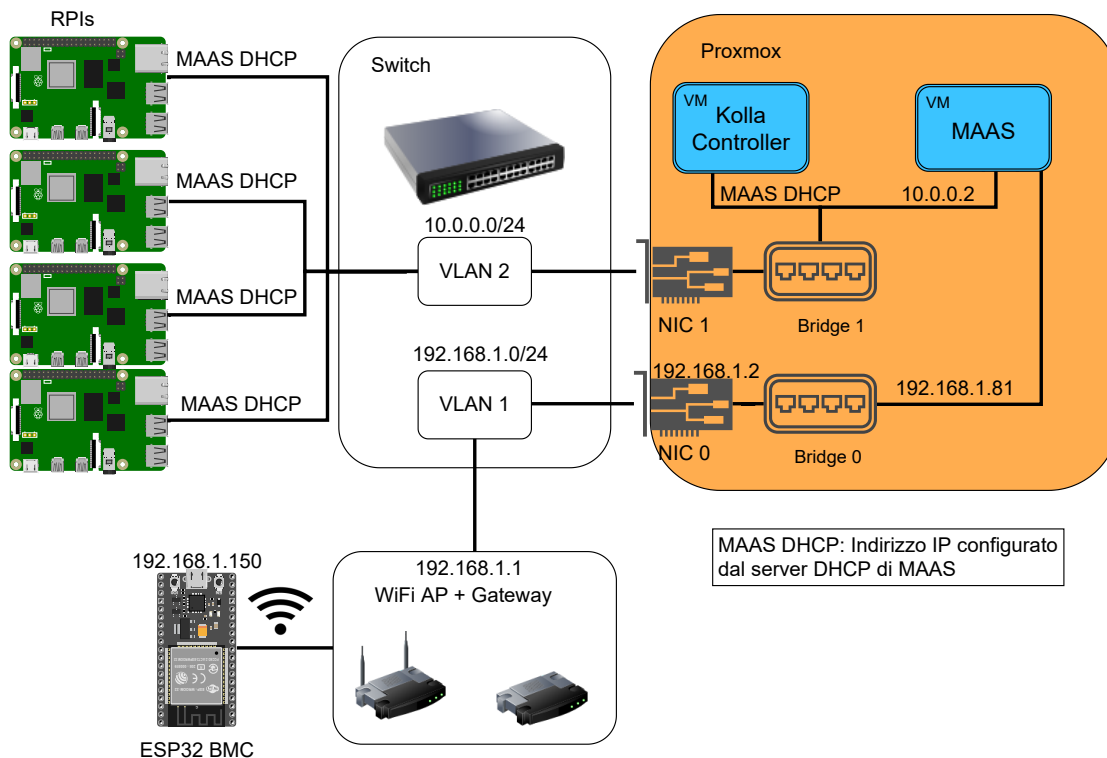 RPIs
MAAS DHCP
MAAS DHCP
MAAS DHCP
MAAS DHCP
Switch
10.0.0.0/24
VLAN 2
192.168.1.0/24
VLAN 1
Proxmox
VM
Kolla
Controller
VM
MAAS
MAAS DHCP
10.0.0.2
NIC 1
Bridge 1
192.168.1.2
192.168.1.81
NIC 0
Bridge 0
MAAS DHCP: Indirizzo IP configurato
dal server DHCP di MAAS
192.168.1.150
ESP32 BMC
192.168.1.1
WiFi AP + Gateway